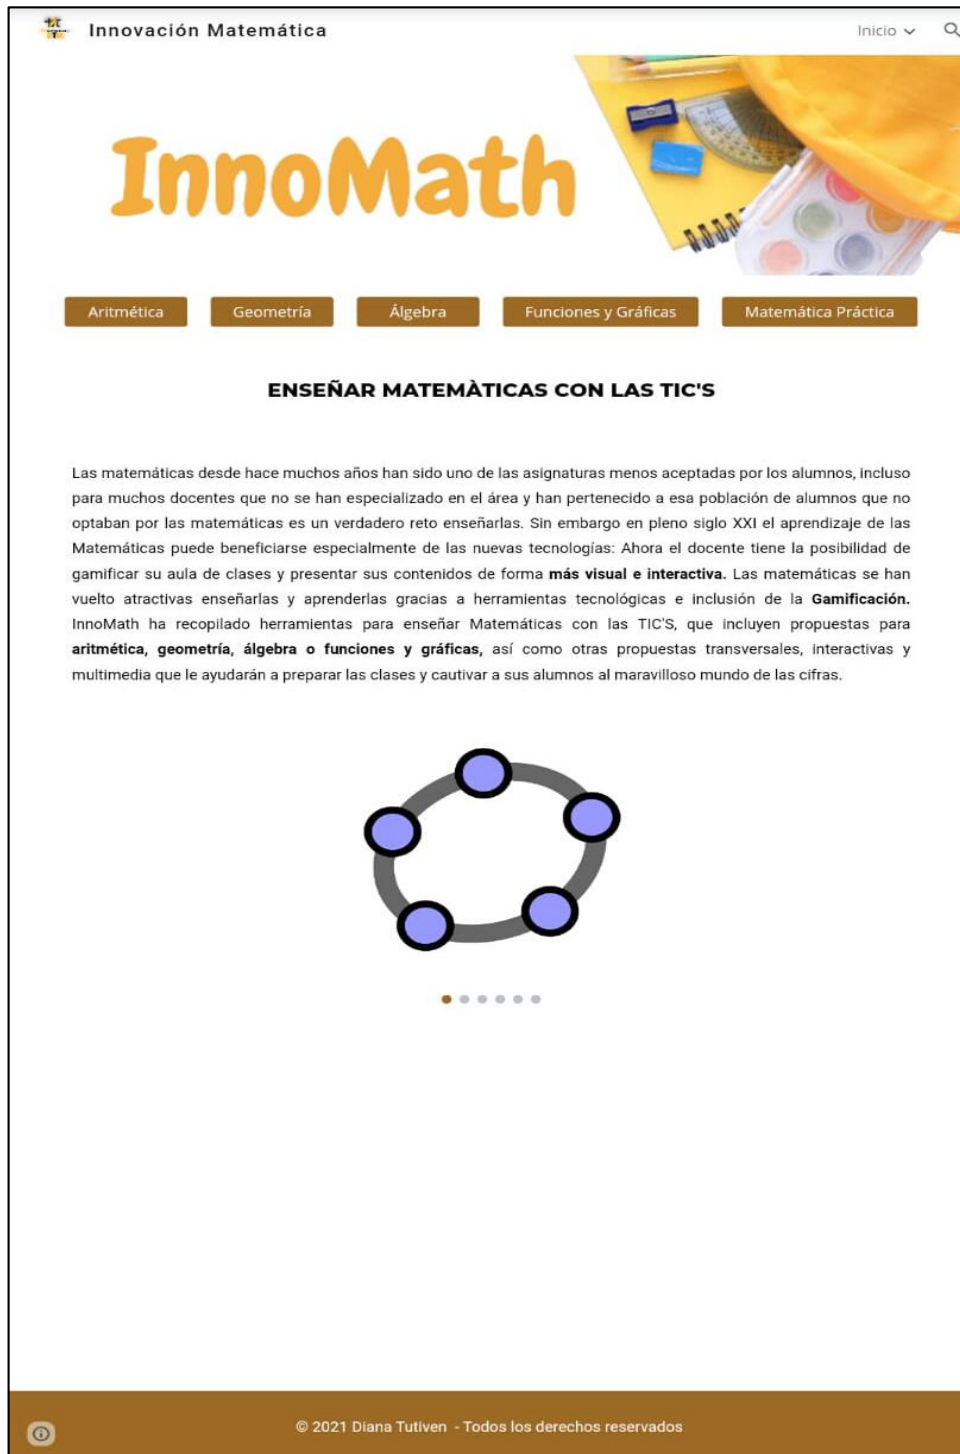 Innovación Matemática
Inicio
InnoMath
Aritmética
Geometría
Álgebra
Funciones y Gráficas
Matemática Práctica
ENSEÑAR MATEMÀTICAS CON LAS TIC'S
Las matemáticas desde hace muchos años han sido uno de las asignaturas menos aceptadas por los alumnos, incluso
para muchos docentes que no se han especializado en el área y han pertenecido a esa población de alumnos que no
optaban por las matemáticas es un verdadero reto enseñarlas. Sin embargo en pleno siglo XXI el aprendizaje de las
Matemáticas puede beneficiarse especialmente de las nuevas tecnologías: Ahora el docente tiene la posibilidad de
gamificar su aula de clases y presentar sus contenidos de forma más visual e interactiva. Las matemáticas se han
vuelto atractivas enseñarlas y aprenderlas gracias a herramientas tecnológicas e inclusión de la Gamificación.
InnoMath ha recopilado herramientas para enseñar Matemáticas con las TIC'S, que incluyen propuestas para
aritmética, geometría, álgebra o funciones y gráficas, así como otras propuestas transversales, interactivas y
multimedia que le ayudarán a preparar las clases y cautivar a sus alumnos al maravilloso mundo de las cifras.
© 2021 Diana Tutiven - Todos los derechos reservados